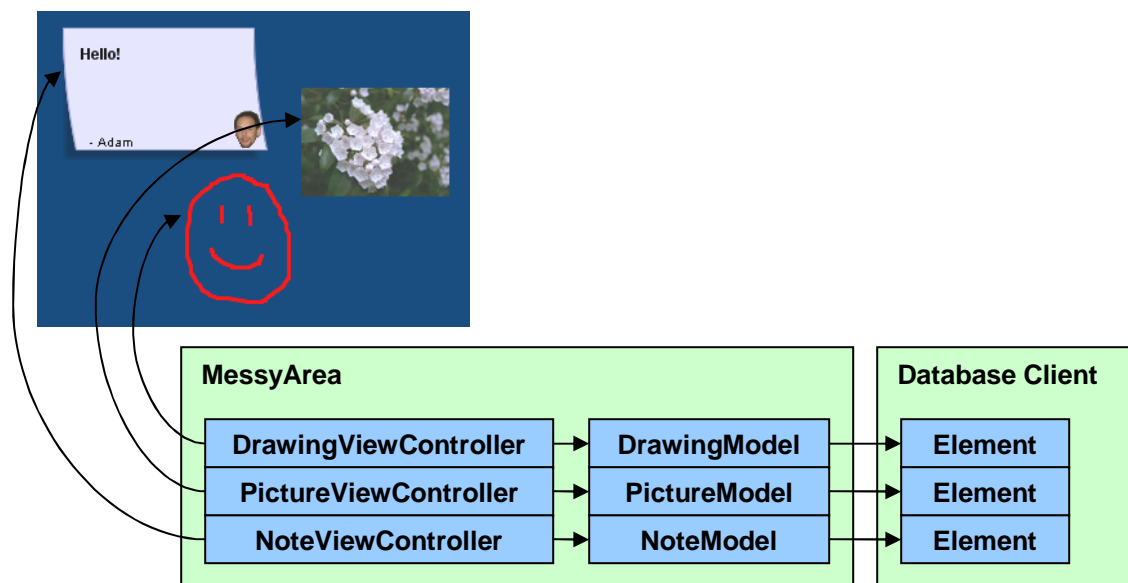 Hello!
- Adam
MessyArea
Database Client
DrawingViewController
DrawingModel
Element
PictureViewController
PictureModel
Element
NoteViewController
NoteModel
Element